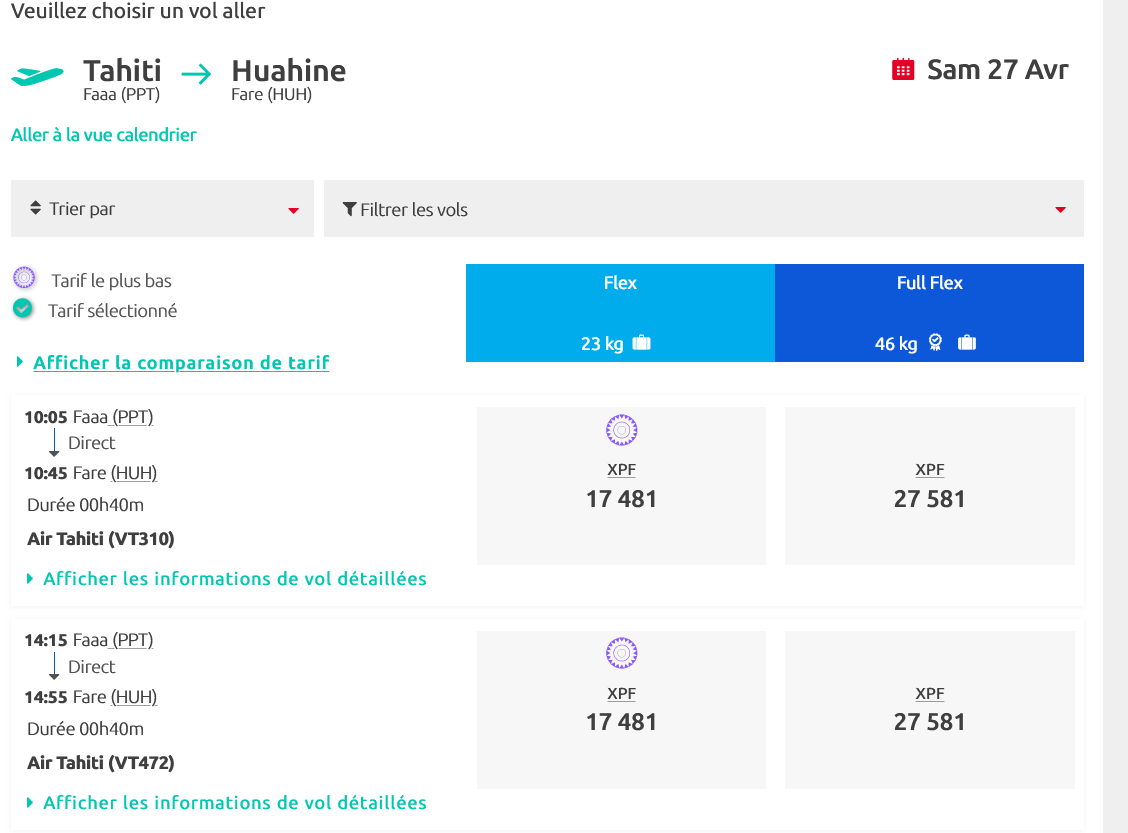 Veuillez choisir un vol aller
Tahiti
Faaa (PPT)
Huahine
Fare (HUH)
Sam 27 Avr
Aller à la vue calendrier
Trier par
Filtrer les vols
Tarif le plus bas
Tarif sélectionné
Afficher la comparaison de tarif
Flex
23 kg
Full Flex
46 kg
10:05 Faaa (PPT)
Direct
10:45 Fare (HUH)
Durée 00h40m
Air Tahiti (VT310)
Afficher les informations de vol détaillées
XPF
17 481
XPF
27 581
14:15 Faaa (PPT)
Direct
14:55 Fare (HUH)
Durée 00h40m
Air Tahiti (VT472)
Afficher les informations de vol détaillées
XPF
17 481
XPF
27 581